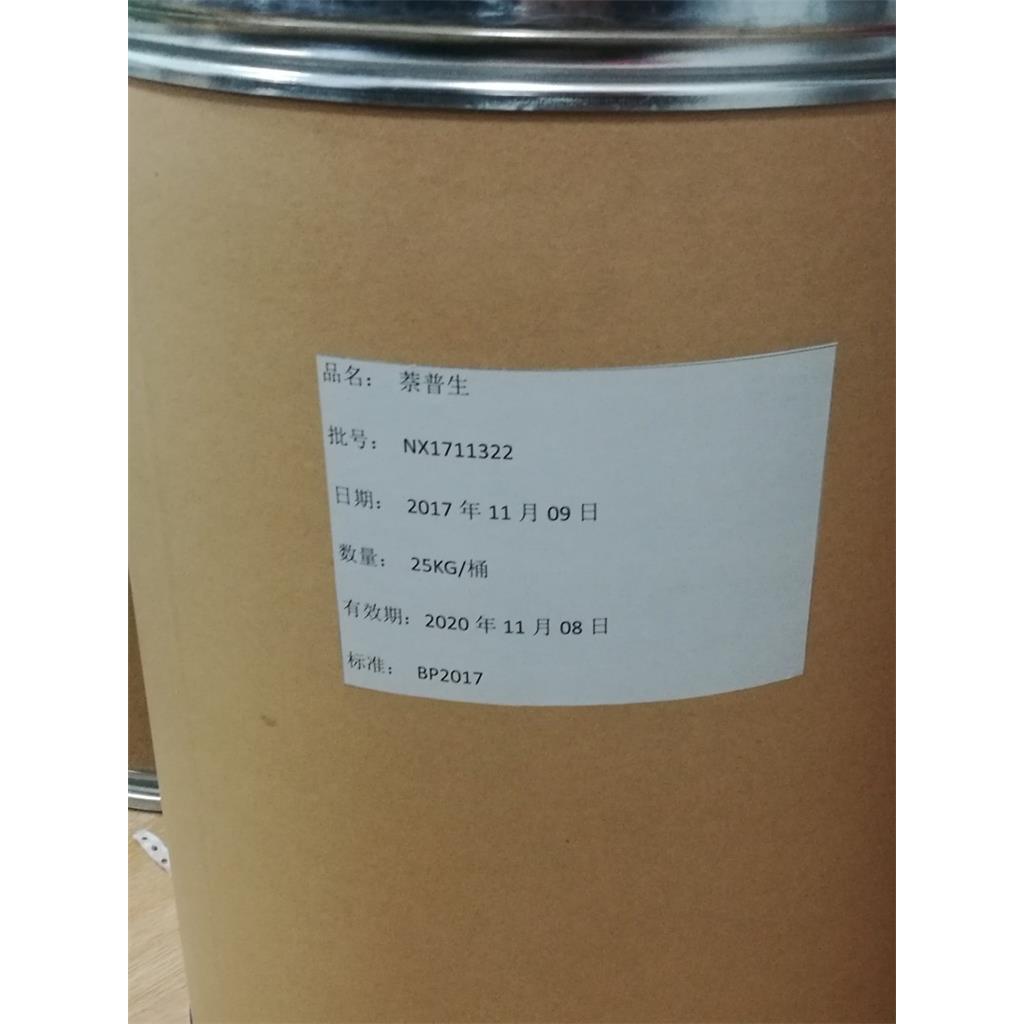 品名： 萘普生
批号： NX1711322
日期： 2017 年 11 月 09 日
数量： 25KG/桶
有效期：2020 年 11 月 08 日
标准： BP2017